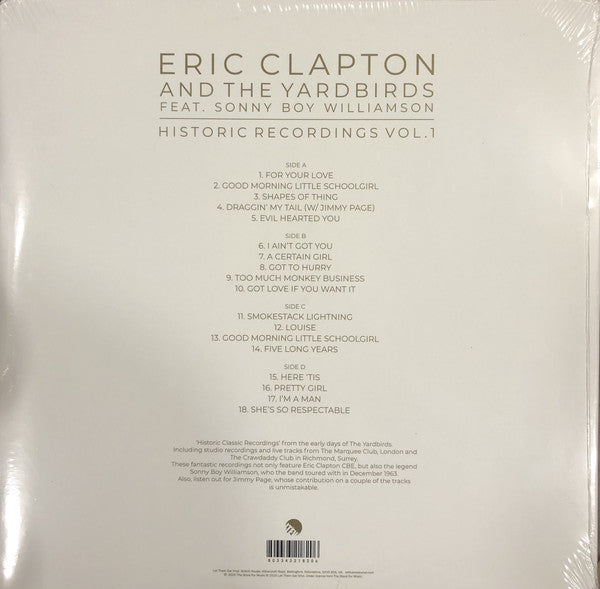 ERIC CLAPTON
AND THE YARDBIRDS
FEAT. SONNY BOY WILLIAMSON
HISTORIC RECORDINGS VOL.1
SIDE A
1. FOR YOUR LOVE
2. GOOD MORNING LITTLE SCHOOLGIRL
3. SHAPES OF THING
4. DRAGGIN' MY TAIL (W/ JIMMY PAGE)
5. EVIL HEARTED YOU
SIDE B
6. I AIN'T GOT YOU
7. A CERTAIN GIRL
8. GOT TO HURRY
9. TOO MUCH MONKEY BUSINESS
10. GOT LOVE IF YOU WANT IT
SIDE C
11. SMOKESTACK LIGHTNING
12. LOUISE
13. GOOD MORNING LITTLE SCHOOLGIRL
14. FIVE LONG YEARS
SIDE D
15. HERE 'TIS
16. PRETTY GIRL
17. I'M A MAN
18. SHE'S SO RESPECTABLE
'Historic Classic Recordings' from the early days of The Yardbirds.
Including studio recordings and live tracks from The Marquee Club, London and
The Crawdaddy Club in Richmond, Surrey.
These fantastic recordings not only feature Eric Clapton CBE, but also the legend
Sonny Boy Williamson, who the band toured with in December 1963.
Also, listen out for Jimmy Page, whose contribution on a couple of the tracks
is unmistakable.